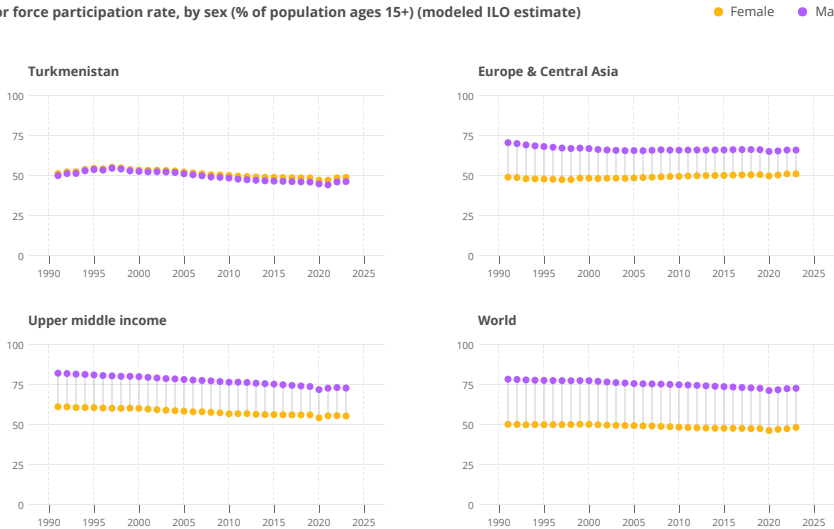 or force participation rate, by sex (% of population ages 15+) (modeled ILO estimate)
Female Ma
Turkmenistan
100
75
50
25
0
1990 1995 2000 2005 2010 2015 2020 2025
Europe & Central Asia
100
75
50
25
0
1990 1995 2000 2005 2010 2015 2020 2025
Upper middle income
100
75
50
25
0
1990 1995 2000 2005 2010 2015 2020 2025
World
100
75
50
25
0
1990 1995 2000 2005 2010 2015 2020 2025